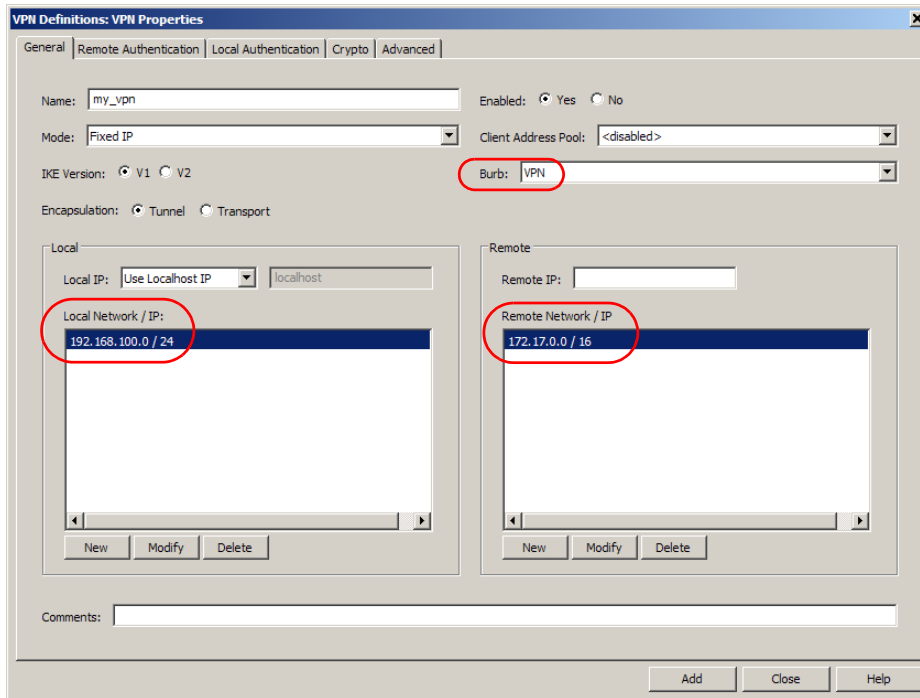 VPN Definitions: VPN Properties
General Remote Authentication Local Authentication Crypto Advanced
Name: my_vpn Enabled: Yes No
Mode: Fixed IP Client Address Pool: <disabled>
IKE Version: V1 V2 Burb: VPN
Encapsulation: Tunnel Transport
Local Remote
Local IP: Use Localhost IP localhost Remote IP:
Local Network / IP: Remote Network / IP
192.168.100.0 / 24 172.17.0.0 / 16
New Modify Delete New Modify Delete
Comments:
Add Close Help